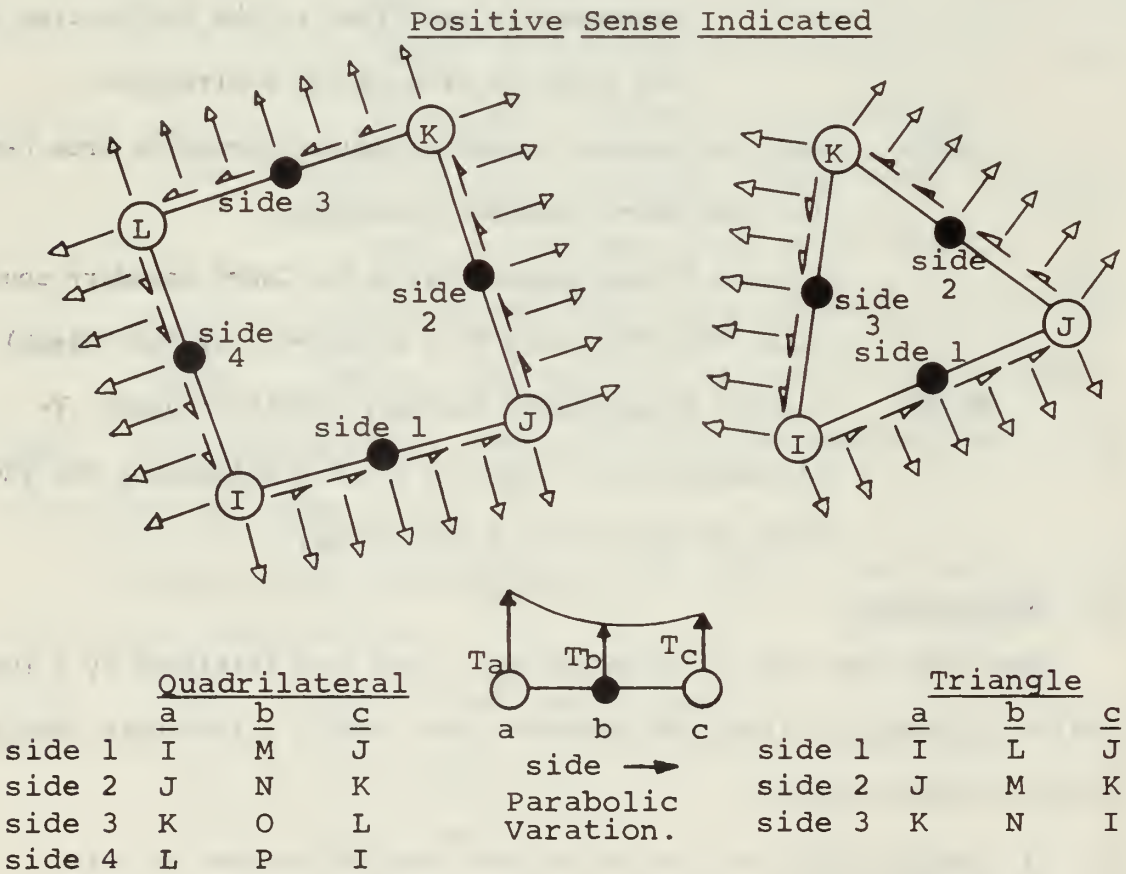 Positive Sense Indicated
K
L
side 3
side
2
side
4
side 1
J
I
K
side
2
side
3
J
side 1
I
Ta Tb Tc
a b c
side
Parabolic
Varation.
Quadrilateral
a b c
side 1 I M J
side 2 J N K
side 3 K O L
side 4 L P I
Triangle
a b c
side 1 I L J
side 2 J M K
side 3 K N I